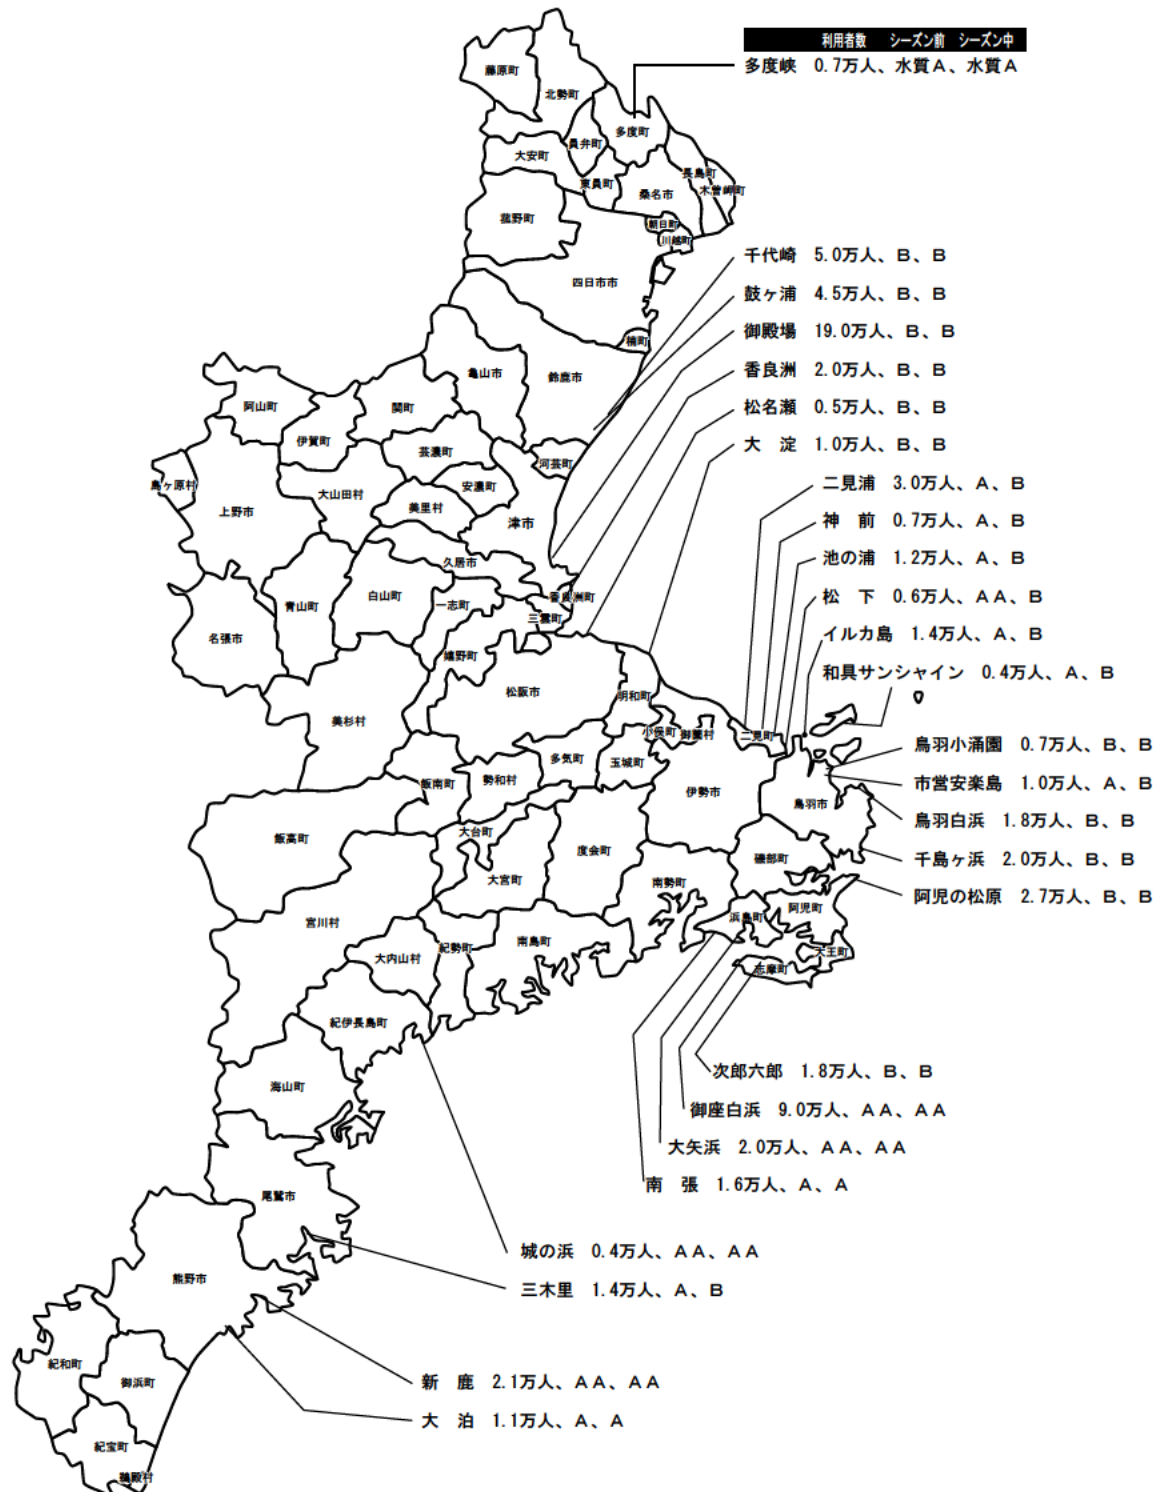 利用者数 シーズン前 シーズン中
多度峡 0.7万人、水質A、水質A
藤原町
北勢町
員弁町
多度町
大安町
東員町
桑名市
長島町
木曽岬町
菰野町
朝日町
川越町
四日市市
楠町
千代崎 5.0万人、B、B
鼓ヶ浦 4.5万人、B、B
御殿場 19.0万人、B、B
香良洲 2.0万人、B、B
松名瀬 0.5万人、B、B
大 淀 1.0万人、B、B
亀山市
鈴鹿市
阿山町
伊賀町
関町
芸濃町
河芸町
島ヶ原村
上野市
大山田村
安濃町
美里村
津市
二見浦 3.0万人、A、B
神 前 0.7万人、A、B
池の浦 1.2万人、A、B
松 下 0.6万人、AA、B
イルカ島 1.4万人、A、B
和具サンシャイン 0.4万人、A、B
久居市
香良洲町
白山町
一志町
青山町
三雲町
名張市
嬉野町
松阪市
明和町
美杉村
小俣町
御薗村
二見町
多気町
玉城町
飯南町
勢和村
伊勢市
鳥羽市
鳥羽小涌園 0.7万人、B、B
市営安楽島 1.0万人、A、B
鳥羽白浜 1.8万人、B、B
千島ヶ浜 2.0万人、B、B
阿児の松原 2.7万人、B、B
飯高町
大台町
度会町
磯部町
大宮町
南勢町
宮川村
浜島町
阿児町
大内山村
紀勢町
南島町
大王町
志摩町
紀伊長島町
海山町
次郎六郎 1.8万人、B、B
御座白浜 9.0万人、AA、AA
大矢浜 2.0万人、AA、AA
南 張 1.6万人、A、A
尾鷲市
城の浜 0.4万人、AA、AA
三木里 1.4万人、A、B
熊野市
紀和町
御浜町
新 鹿 2.1万人、AA、AA
大 泊 1.1万人、A、A
紀宝町
鵜殿村